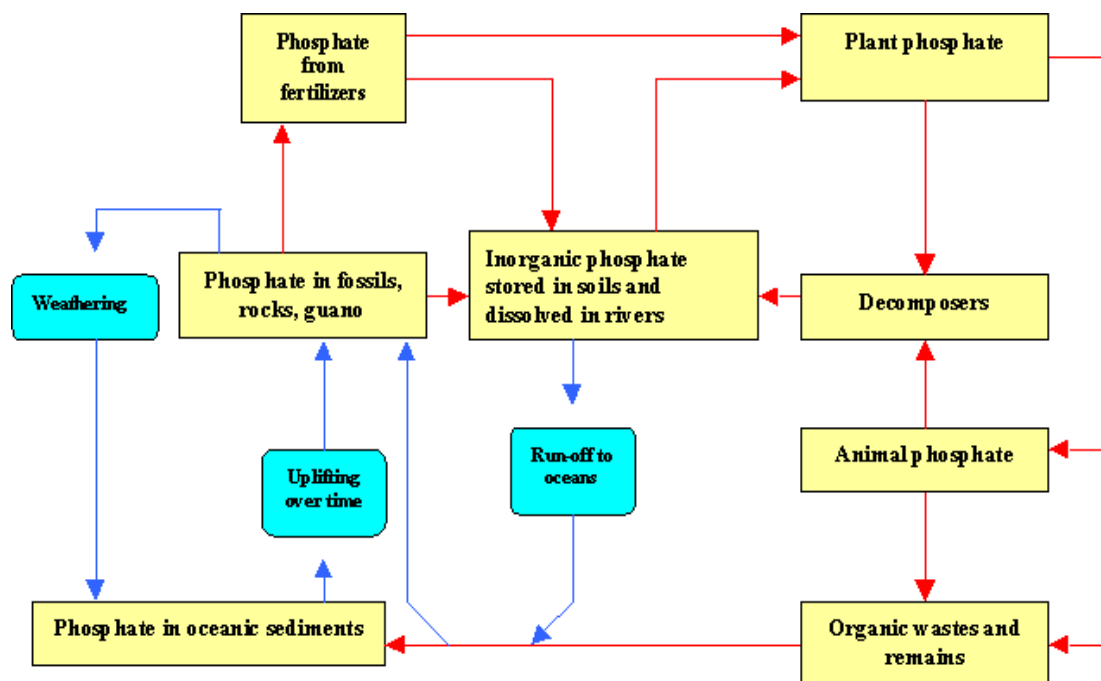 Phosphate
from
fertilizers
Plant phosphate
Weathering
Phosphate in fossils,
rocks, guano
Inorganic phosphate
stored in soils and
dissolved in rivers
Decomposers
Uplifting
over time
Run-off to
oceans
Animal phosphate
Phosphate in oceanic sediments
Organic wastes and
remains